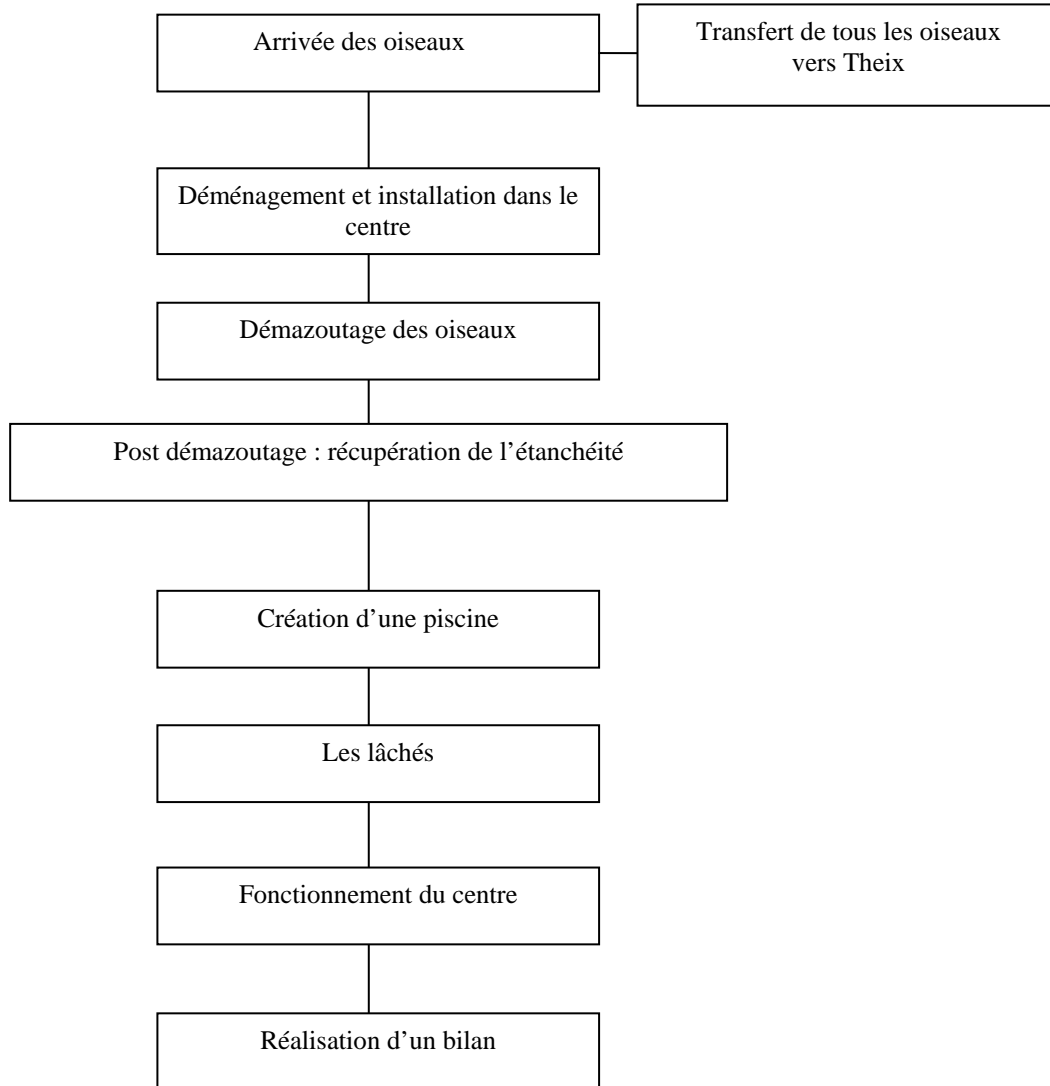 Arrivée des oiseaux
Transfert de tous les oiseaux
vers Theix
Déménagement et installation dans le
centre
Démazoutage des oiseaux
Post démazoutage : récupération de l’étanchéité
Création d’une piscine
Les lâchés
Fonctionnement du centre
Réalisation d’un bilan